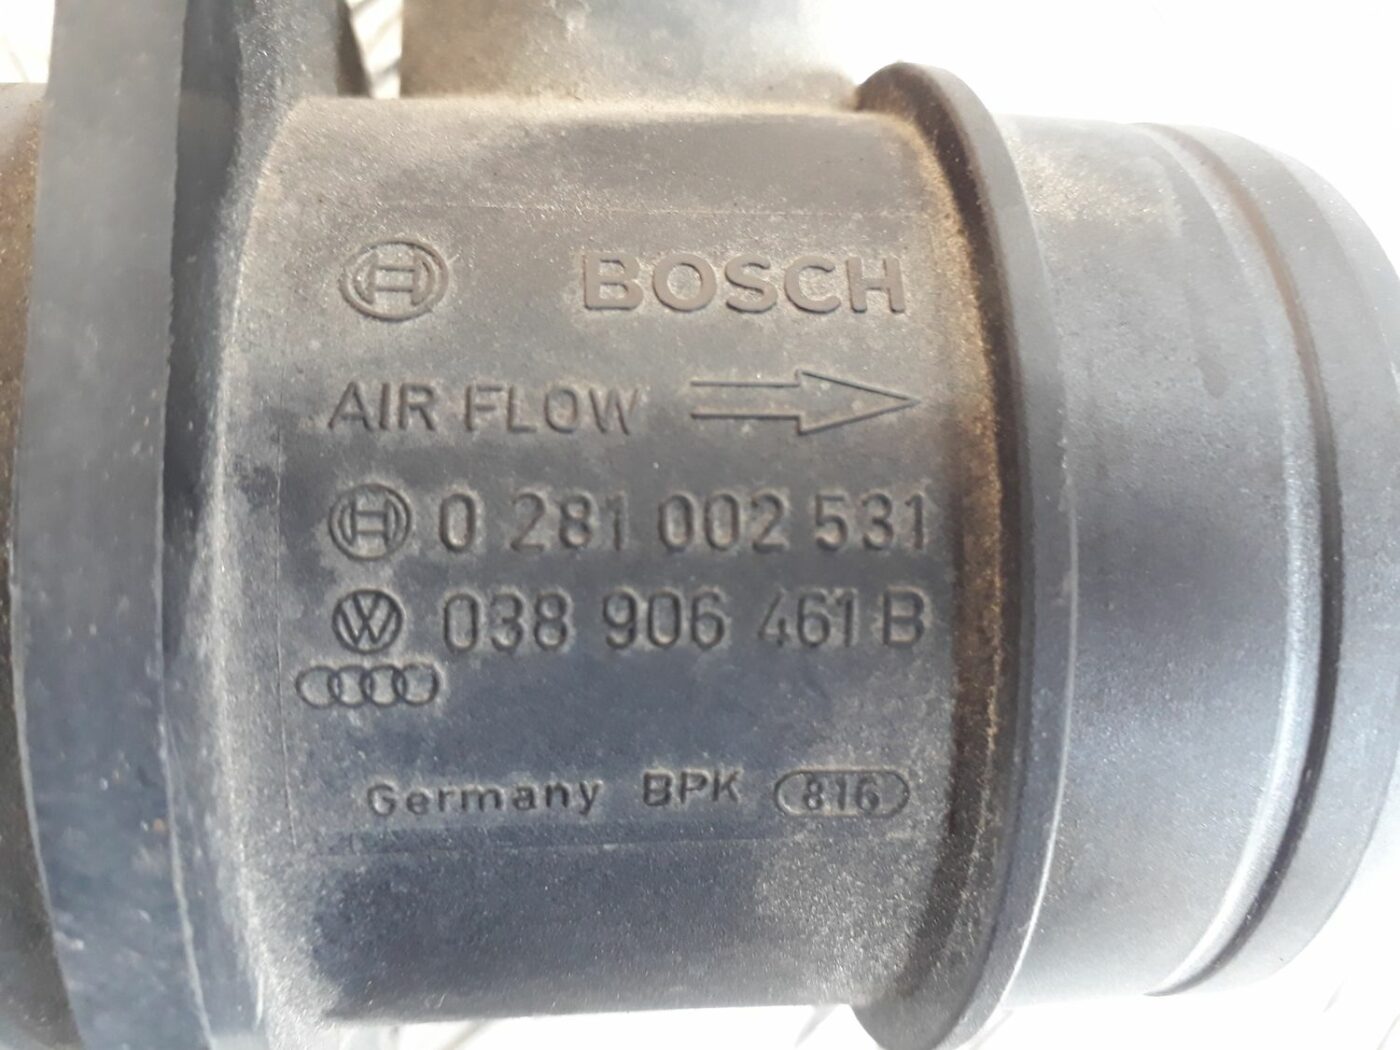 BOSCH
AIR FLOW
0 281 002 531
038 906 461 B
Germany BPK 816